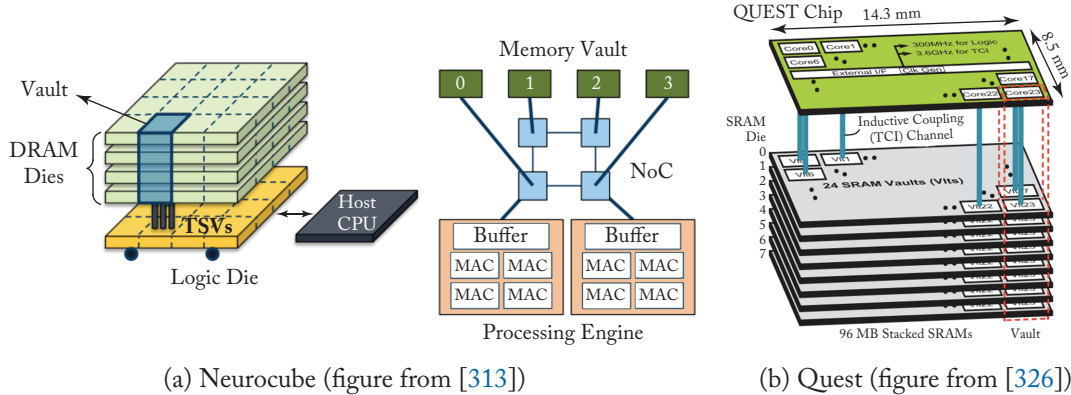 Vault
DRAM
Dies
TSVs
Logic Die
Host
CPU
Memory Vault
0 1 2 3
NoC
Buffer Buffer
MAC MAC MAC MAC
MAC MAC MAC MAC
Processing Engine
(a) Neurocube (figure from [313])
QUEST Chip
14.3 mm
8.5 mm
Core0 Core1
Core6
300MHz for Logic
3.6GHz for TCI
External I/F Clk Gen
Core17
Core22 Core23
Inductive Coupling
(TCI) Channel
SRAM
Die
0
1
2
3
4
5
6
7
24 SRAM Vaults (Vlts)
Vlt22 Vlt23
96 MB Stacked SRAMs
Vault
(b) Quest (figure from [326])